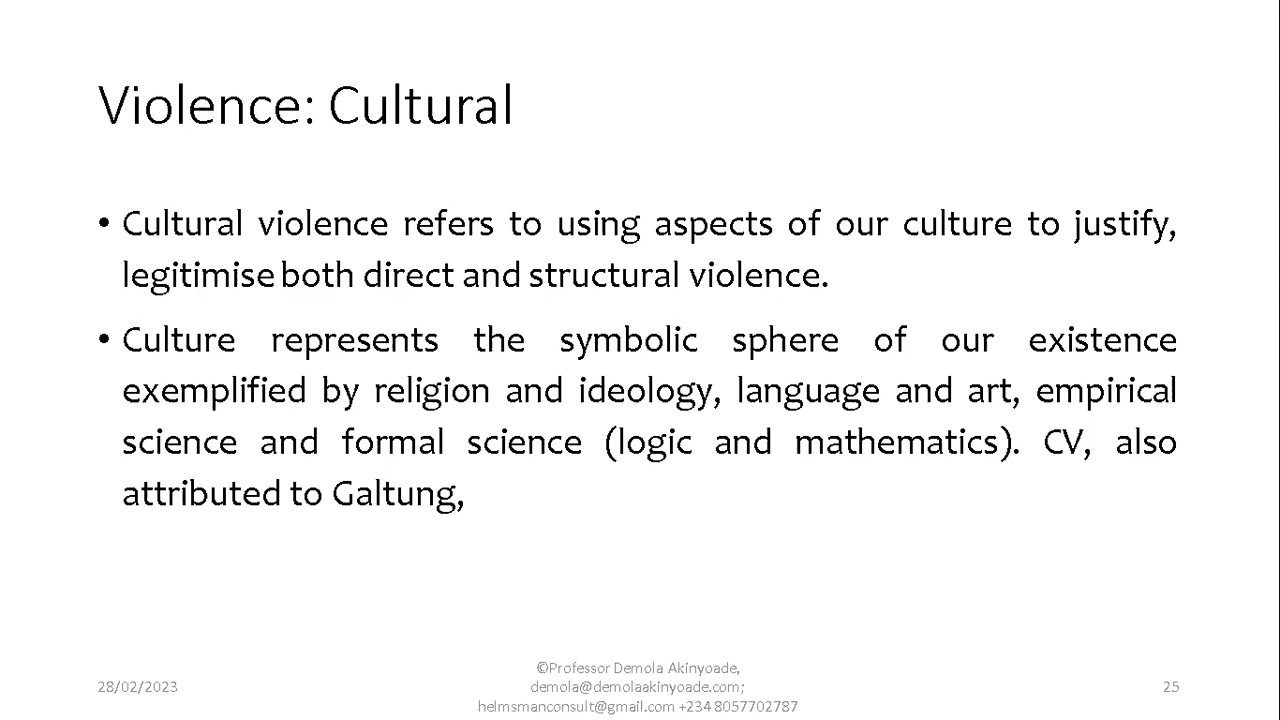 Violence: Cultural
• Cultural violence refers to using aspects of our culture to justify,
legitimise both direct and structural violence.
• Culture represents the symbolic sphere of our existence
exemplified by religion and ideology, language and art, empirical
science and formal science (logic and mathematics). CV, also
attributed to Galtung,
28/02/2023
©Professor Demola Akinyoade,
demola@demolaakinyoade.com;
helmsmanconsult@gmail.com +234 8057702787
25